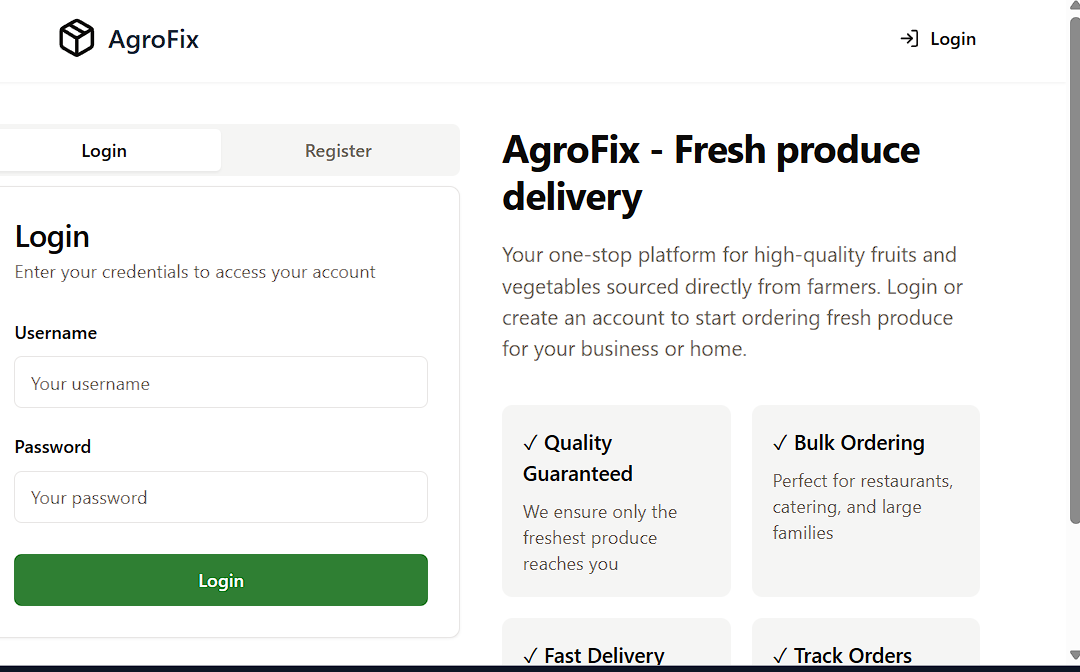 AgroFix
Login
Login
Register
Login
Enter your credentials to access your account
Username
Your username
Password
Your password
Login
AgroFix - Fresh produce
delivery
Your one-stop platform for high-quality fruits and
vegetables sourced directly from farmers. Login or
create an account to start ordering fresh produce
for your business or home.
✓ Quality
Guaranteed
We ensure only the
freshest produce
reaches you
✓ Bulk Ordering
Perfect for restaurants,
catering, and large
families
✓ Fast Delivery
✓ Track Orders